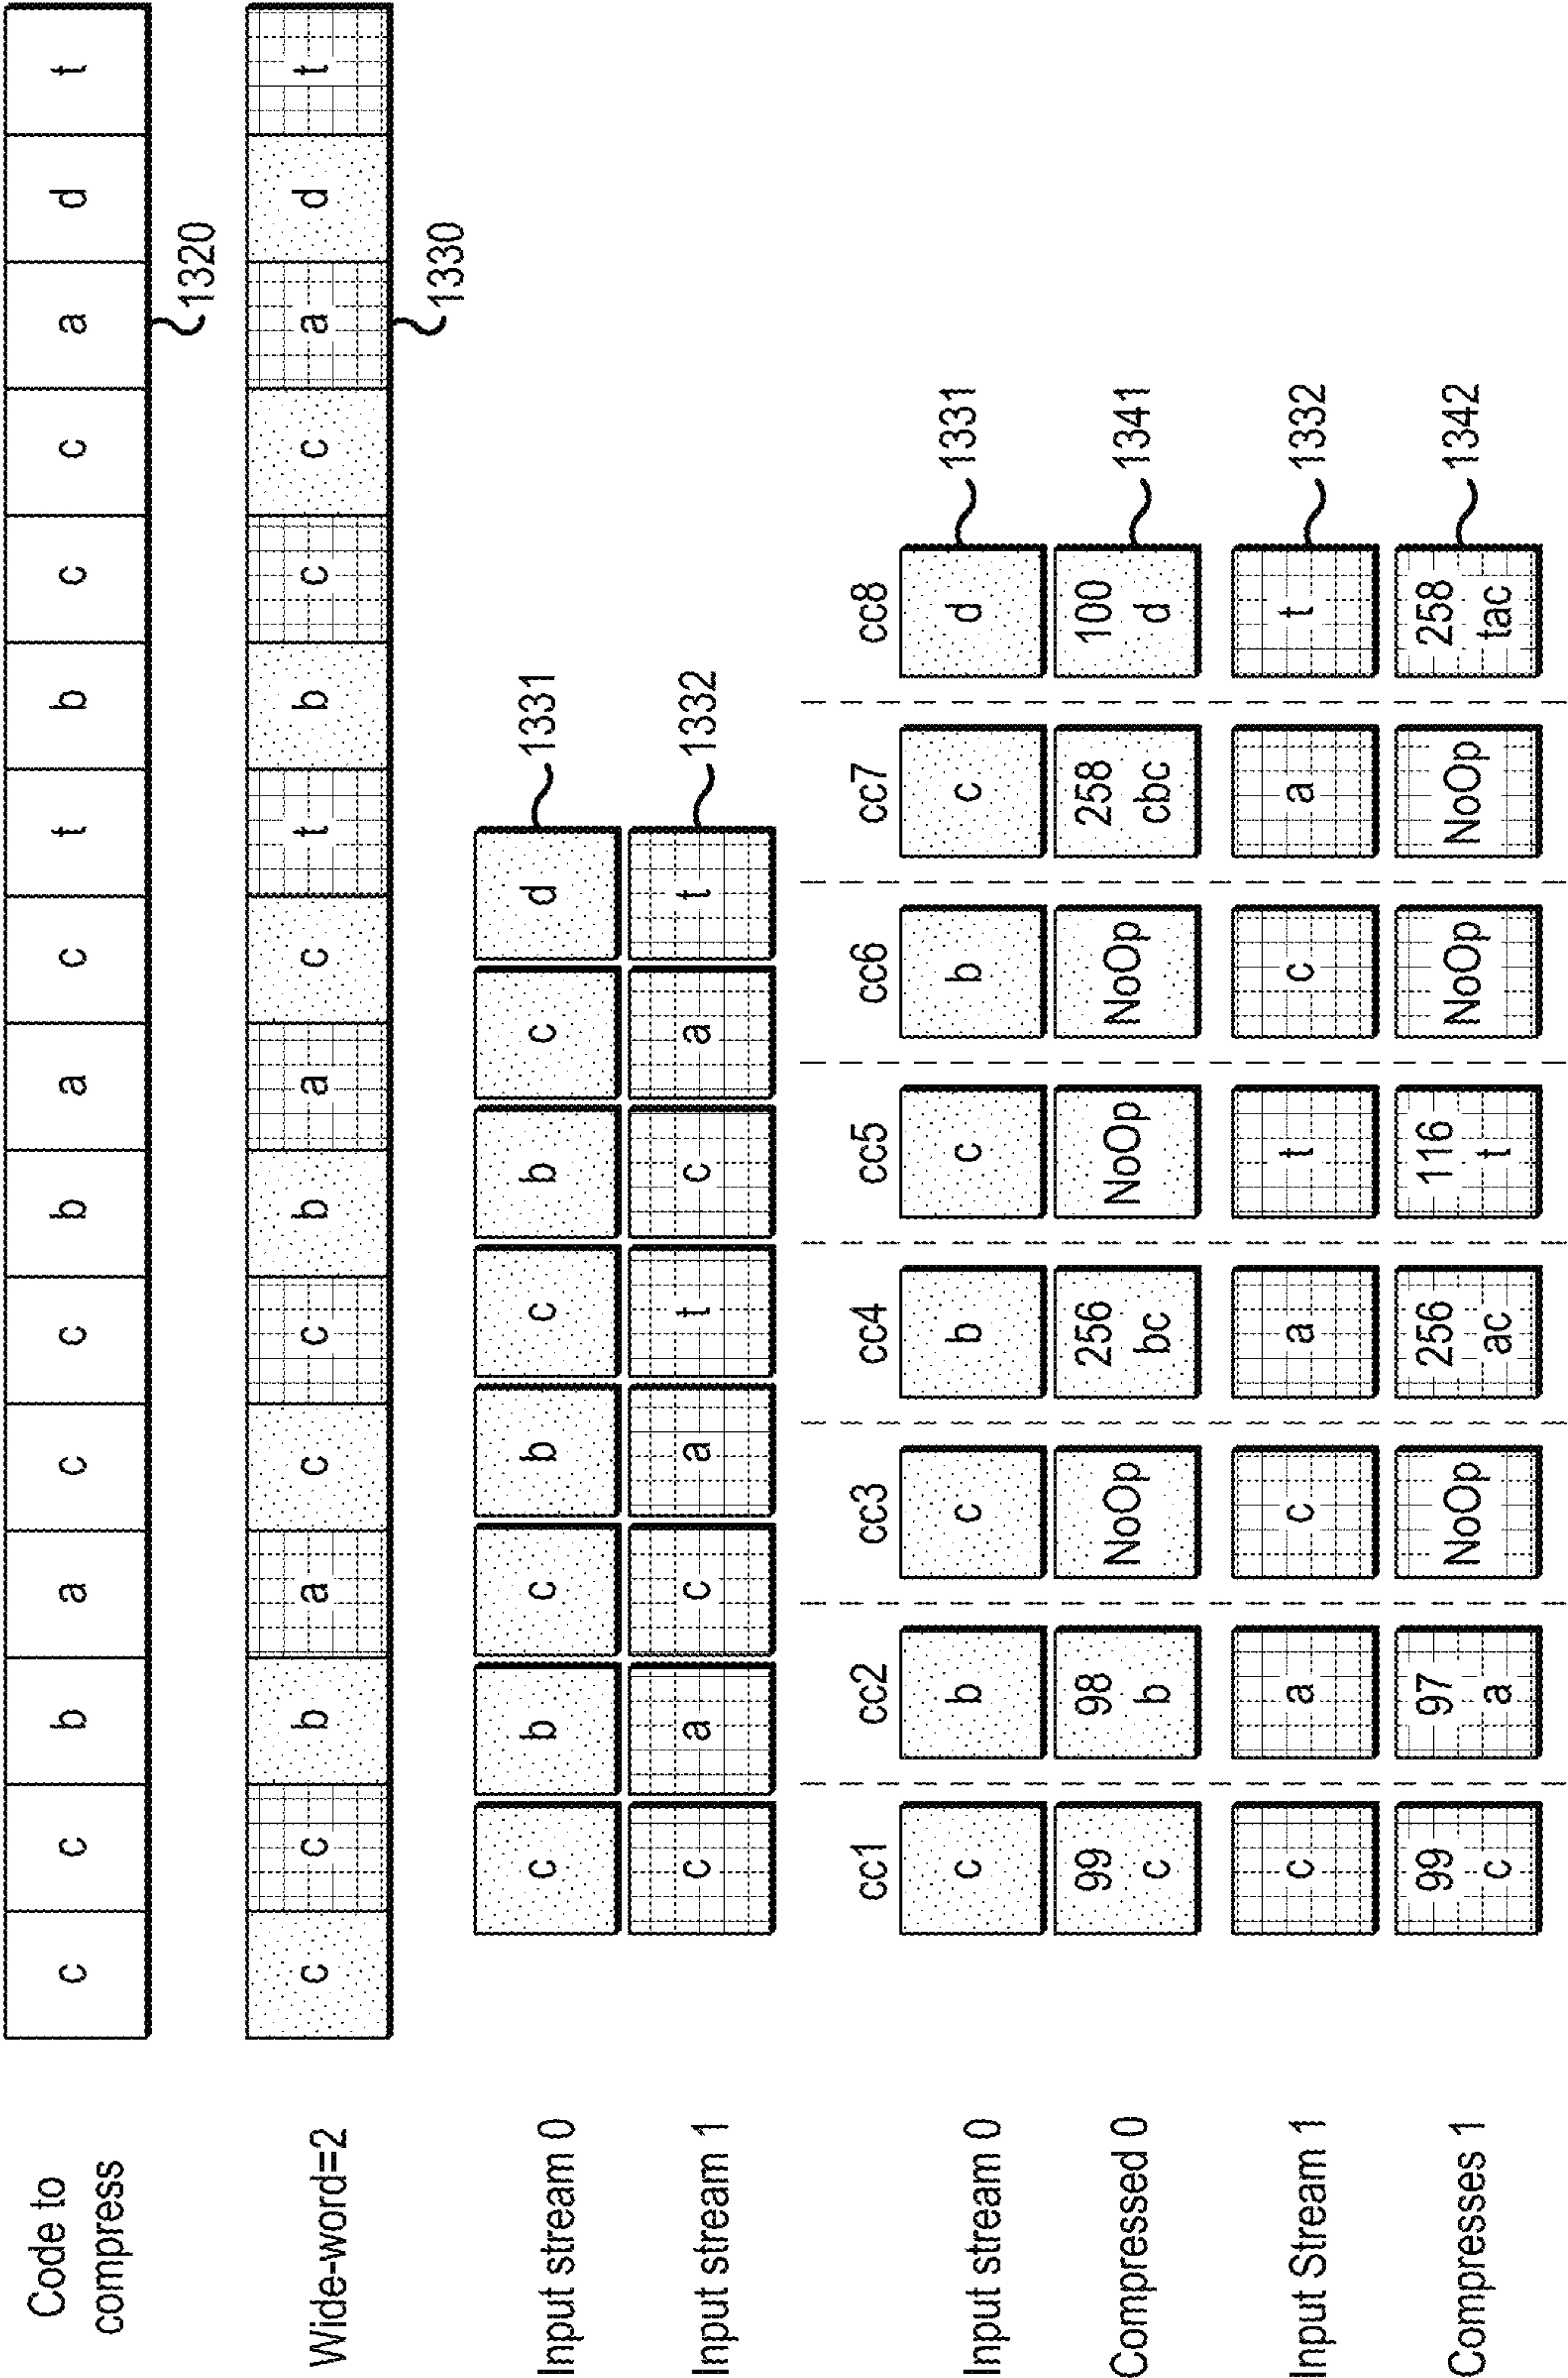 Code to
compress
c c b a c c b a c t b c c a d t
1320
Wide-word=2
c c b a c c b a c t b c c a d t
1330
Input stream 0 c b c b c b c d 1331
Input stream 1 c a c a t c a t 1332
cc1 cc2 cc3 cc4 cc5 cc6 cc7 cc8
Input stream 0 c b c b c b c d 1331
Compressed 0
99 98 NoOp 256 NoOp NoOp 258 100 1341
c b bc cbc d
Input Stream 1 c a c a t c a t 1332
Compresses 1
99 97 NoOp 256 116 NoOp NoOp 258 1342
c a ac t tac